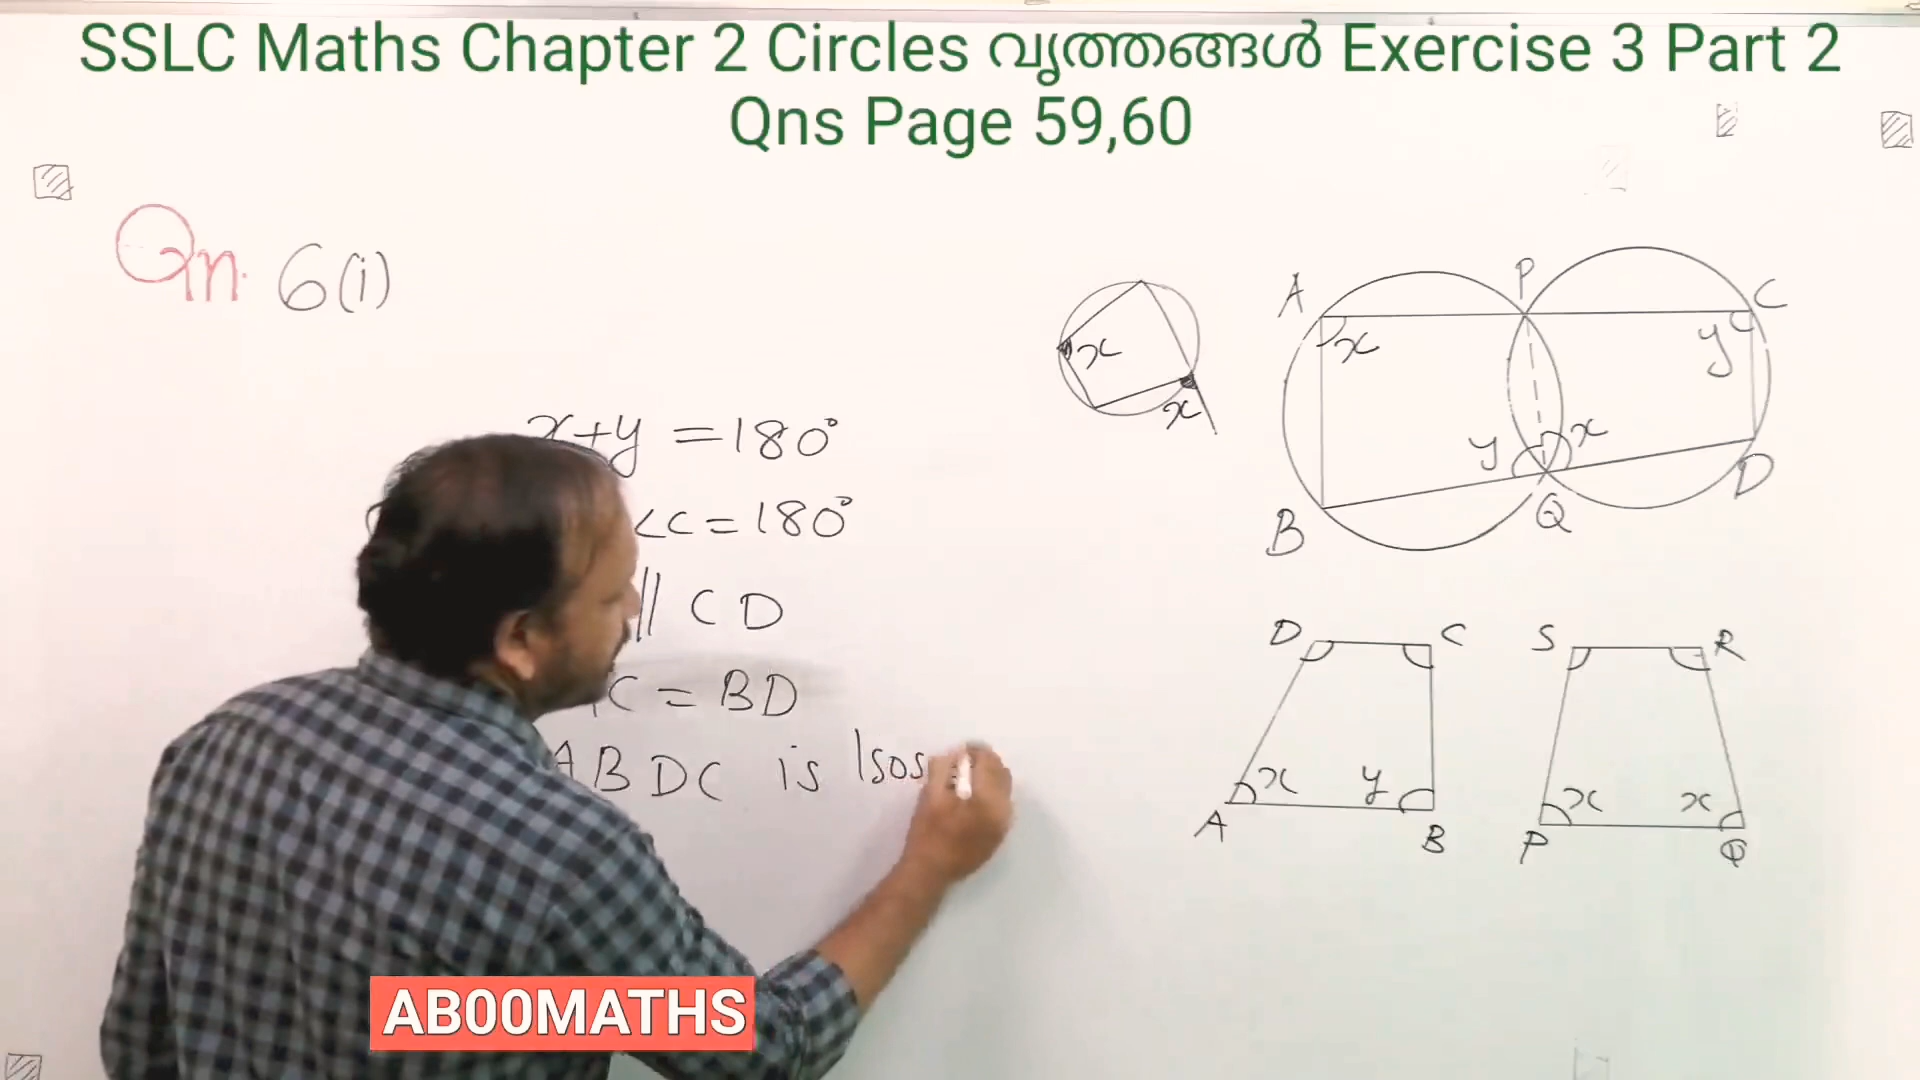 SSLC Maths Chapter 2 Circles വൃത്തങ്ങൾ Exercise 3 Part 2
Qns Page 59,60
Qn. 6(i)
x+y = 180°
<C = 180°
|| CD
C = BD
ABDC is Isos
x
x
A P C
x y
y x
B Q D
D C
x y
A B
S R
x x
P Q
AB00MATHS